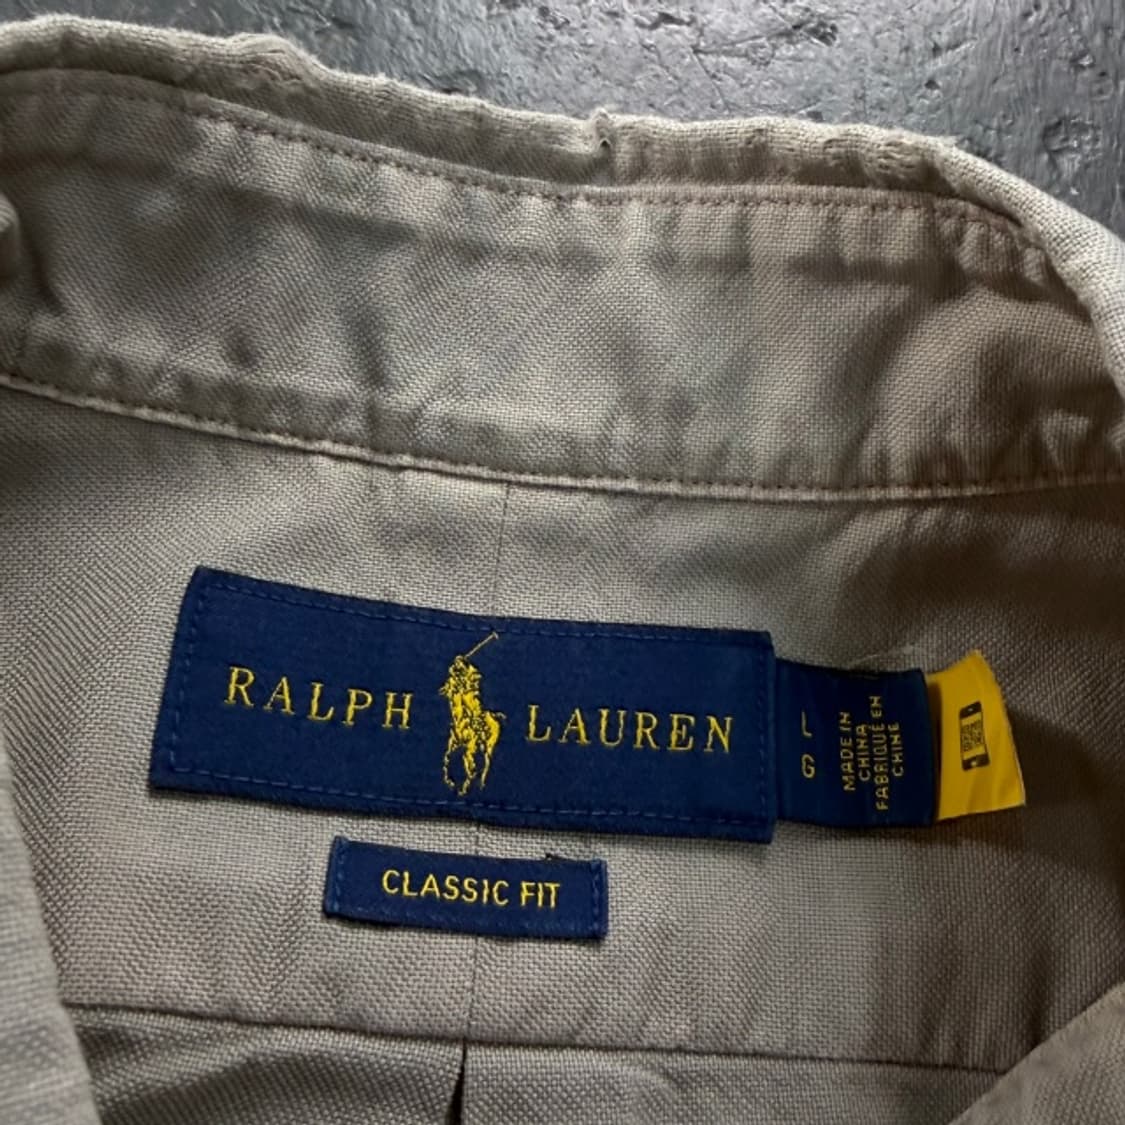 RALPH LAUREN
L
G
MADE IN
CHINA
FABRIQUÉ EN
CHINE
CLASSIC FIT